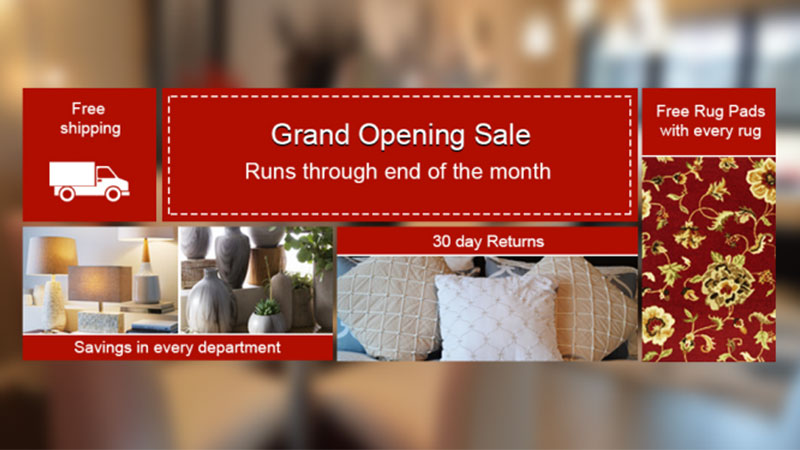 Free
shipping
Grand Opening Sale
Runs through end of the month
Free Rug Pads
with every rug
Savings in every department
30 day Returns